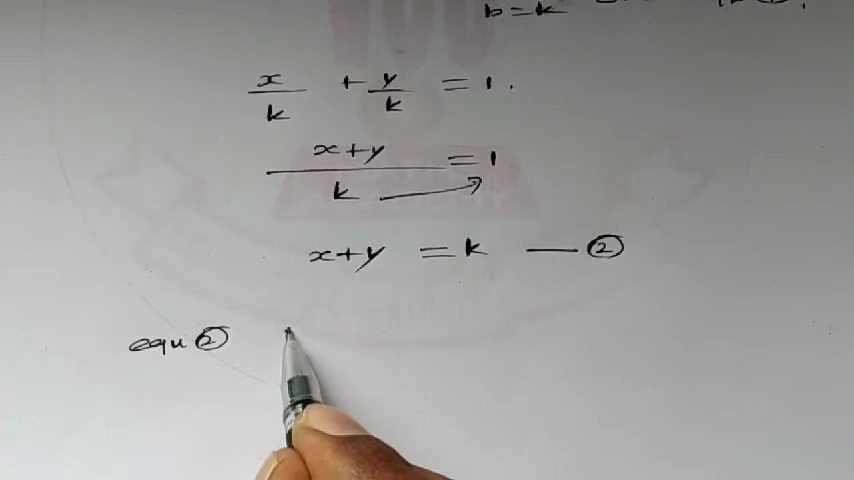 b=k
x/k + y/k = 1.
x+y/k = 1
x+y = k — ②
equ ②